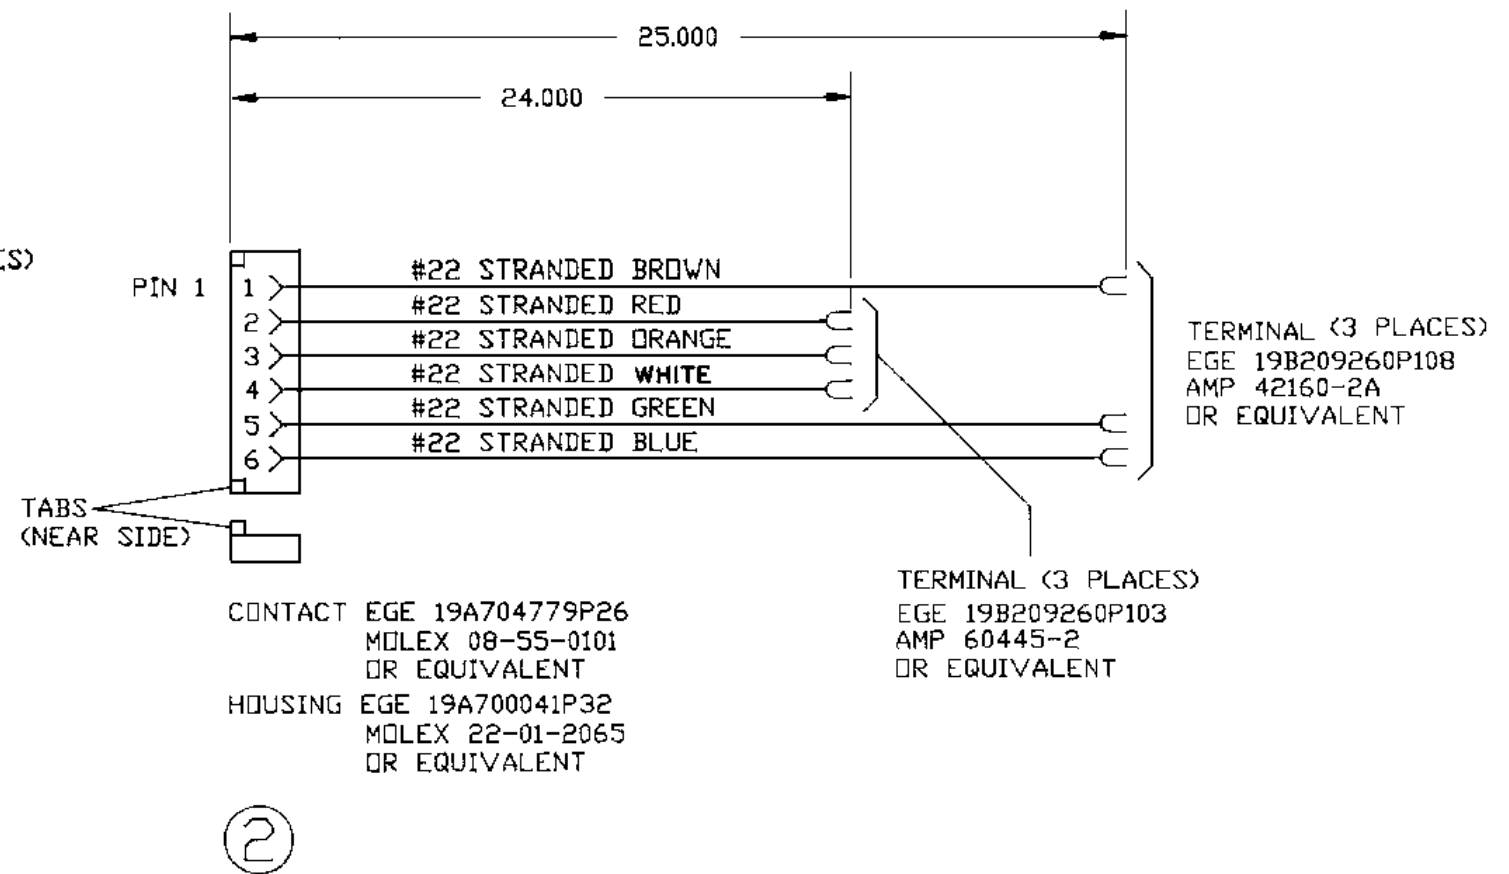 25.000
24.000
ES)
PIN 1
1
#22 STRANDED BROWN
2
#22 STRANDED RED
3
#22 STRANDED ORANGE
4
#22 STRANDED WHITE
5
#22 STRANDED GREEN
6
#22 STRANDED BLUE
TERMINAL (3 PLACES)
EGE 19B209260P108
AMP 42160-2A
OR EQUIVALENT
TABS
(NEAR SIDE)
TERMINAL (3 PLACES)
EGE 19B209260P103
AMP 60445-2
OR EQUIVALENT
CONTACT EGE 19A704779P26
MOLEX 08-55-0101
OR EQUIVALENT
HOUSING EGE 19A700041P32
MOLEX 22-01-2065
OR EQUIVALENT
2